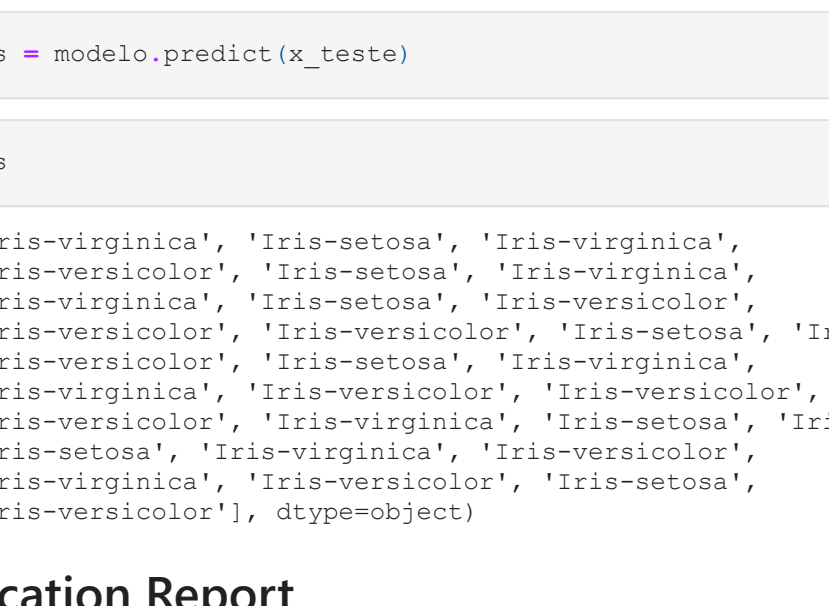 s = modelo.predict(x_teste)
s
ris-virginica', 'Iris-setosa', 'Iris-virginica',
ris-versicolor', 'Iris-setosa', 'Iris-virginica',
ris-virginica', 'Iris-setosa', 'Iris-versicolor',
ris-versicolor', 'Iris-versicolor', 'Iris-setosa', 'Ir
ris-versicolor', 'Iris-setosa', 'Iris-virginica',
ris-virginica', 'Iris-versicolor', 'Iris-versicolor',
ris-versicolor', 'Iris-virginica', 'Iris-setosa', 'Iri
ris-setosa', 'Iris-virginica', 'Iris-versicolor',
ris-virginica', 'Iris-versicolor', 'Iris-setosa',
ris-versicolor'], dtype=object)
cation Report